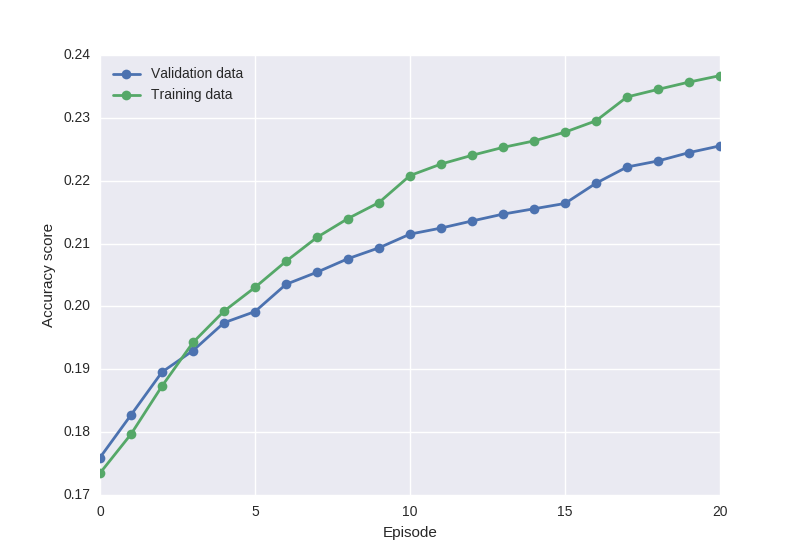 0.24
Validation data
Training data
0.23
0.22
0.21
0.20
0.19
0.18
0.17
Accuracy score
0 5 10 15 20
Episode